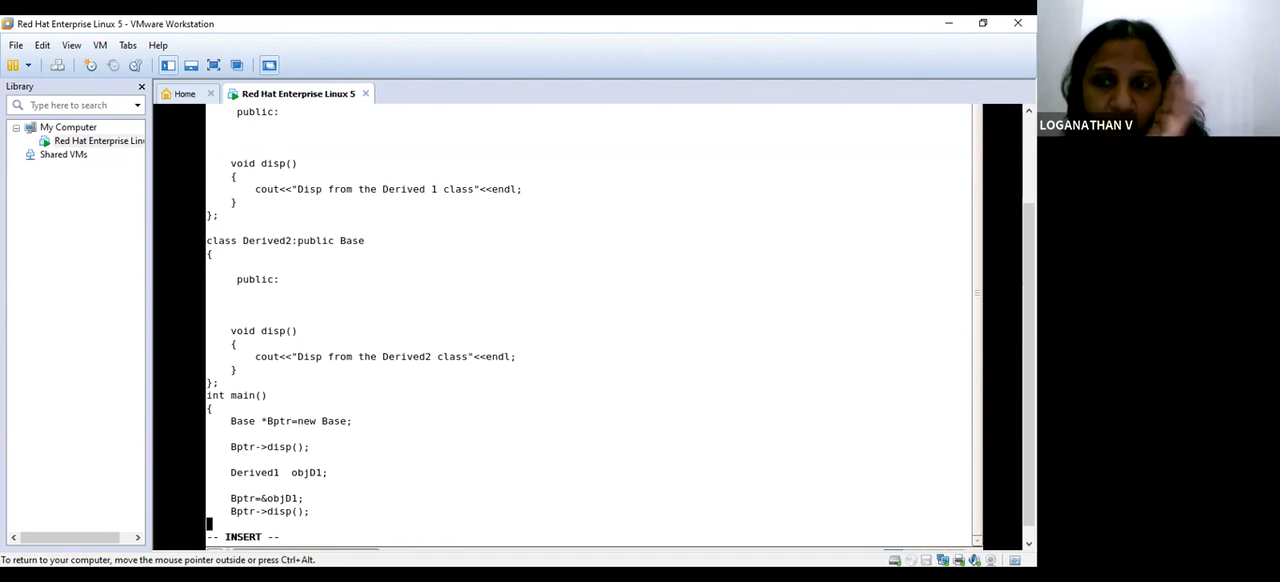 Red Hat Enterprise Linux 5 - VMware Workstation
File Edit View VM Tabs Help
Library
Type here to search
My Computer
Red Hat Enterprise Lin
Shared VMs
Home
Red Hat Enterprise Linux 5
public:
void disp()
{
cout<<"Disp from the Derived 1 class"<<endl;
}
};
class Derived2:public Base
{
public:
void disp()
{
cout<<"Disp from the Derived2 class"<<endl;
}
};
int main()
{
Base *Bptr=new Base;
Bptr->disp();
Derived1  objD1;
Bptr=&objD1;
Bptr->disp();
-- INSERT --
To return to your computer, move the mouse pointer outside or press Ctrl+Alt.
LOGANATHAN V